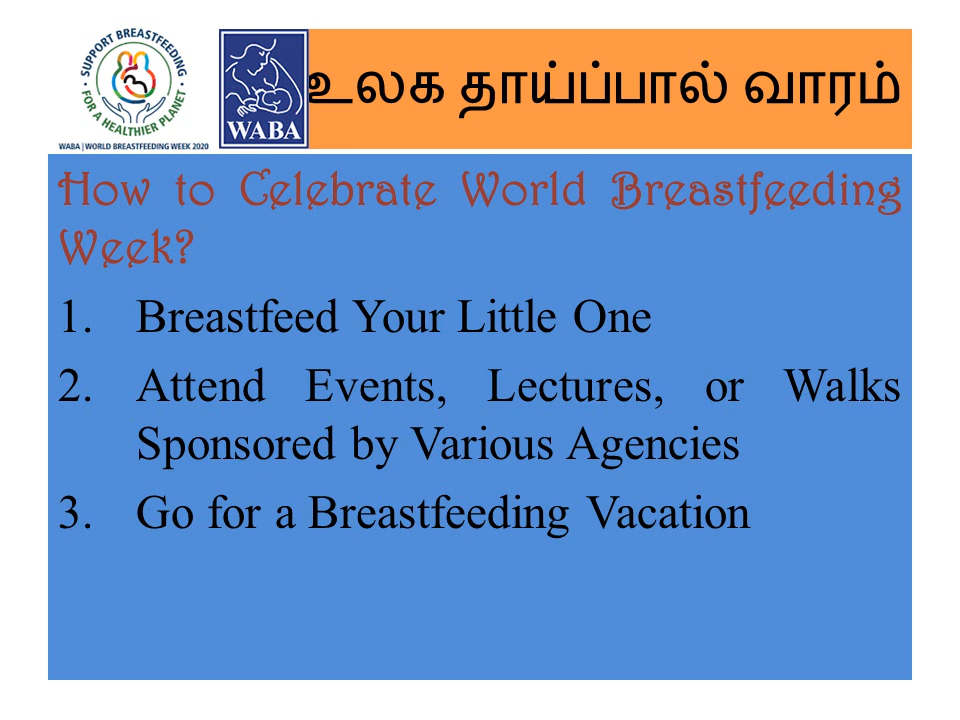 SUPPORT BREASTFEEDING
FOR A HEALTHIER PLANET
WABA | WORLD BREASTFEEDING WEEK 2020
WABA
உலக தாய்ப்பால் வாரம்
How to Celebrate World Breastfeeding
Week?
1. Breastfeed Your Little One
2. Attend Events, Lectures, or Walks
Sponsored by Various Agencies
3. Go for a Breastfeeding Vacation